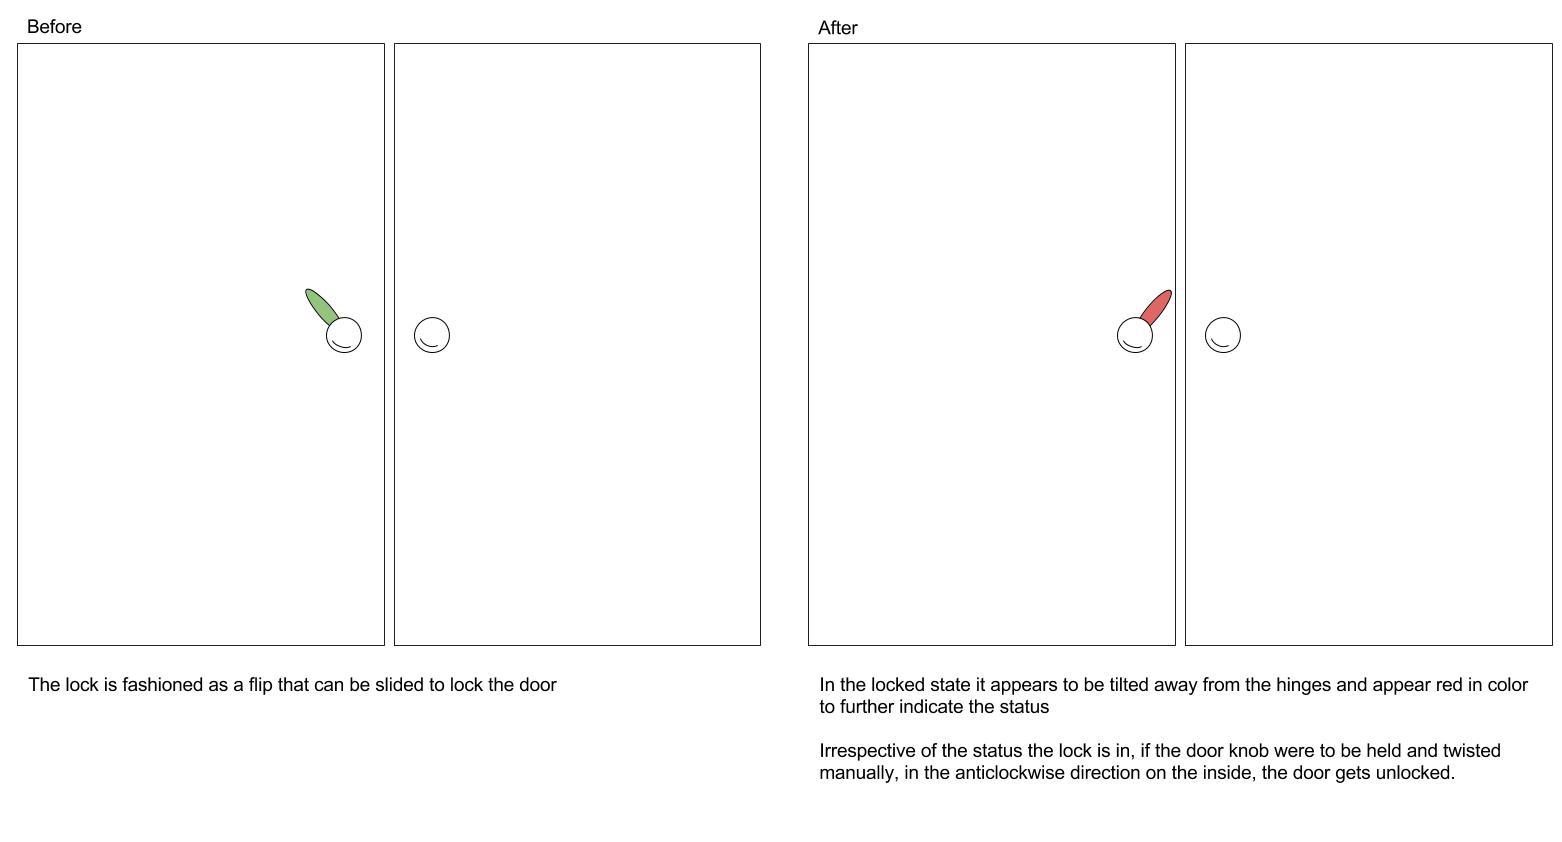 Before
After
The lock is fashioned as a flip that can be slided to lock the door
In the locked state it appears to be tilted away from the hinges and appear red in color
to further indicate the status
Irrespective of the status the lock is in, if the door knob were to be held and twisted
manually, in the anticlockwise direction on the inside, the door gets unlocked.